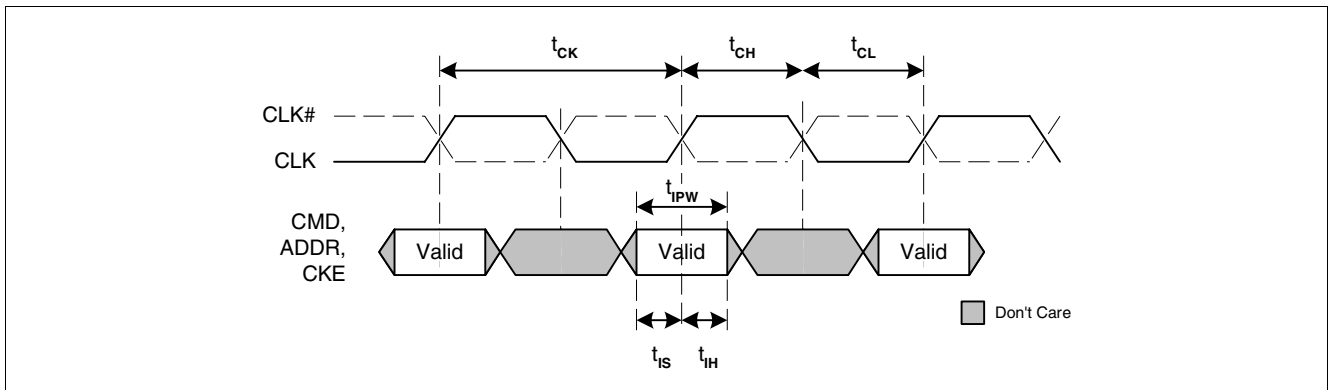 tCK tCH tCL
CLK#
CLK
tIPW
CMD,
ADDR,
CKE
Valid Valid Valid
Don't Care
tIS tIH